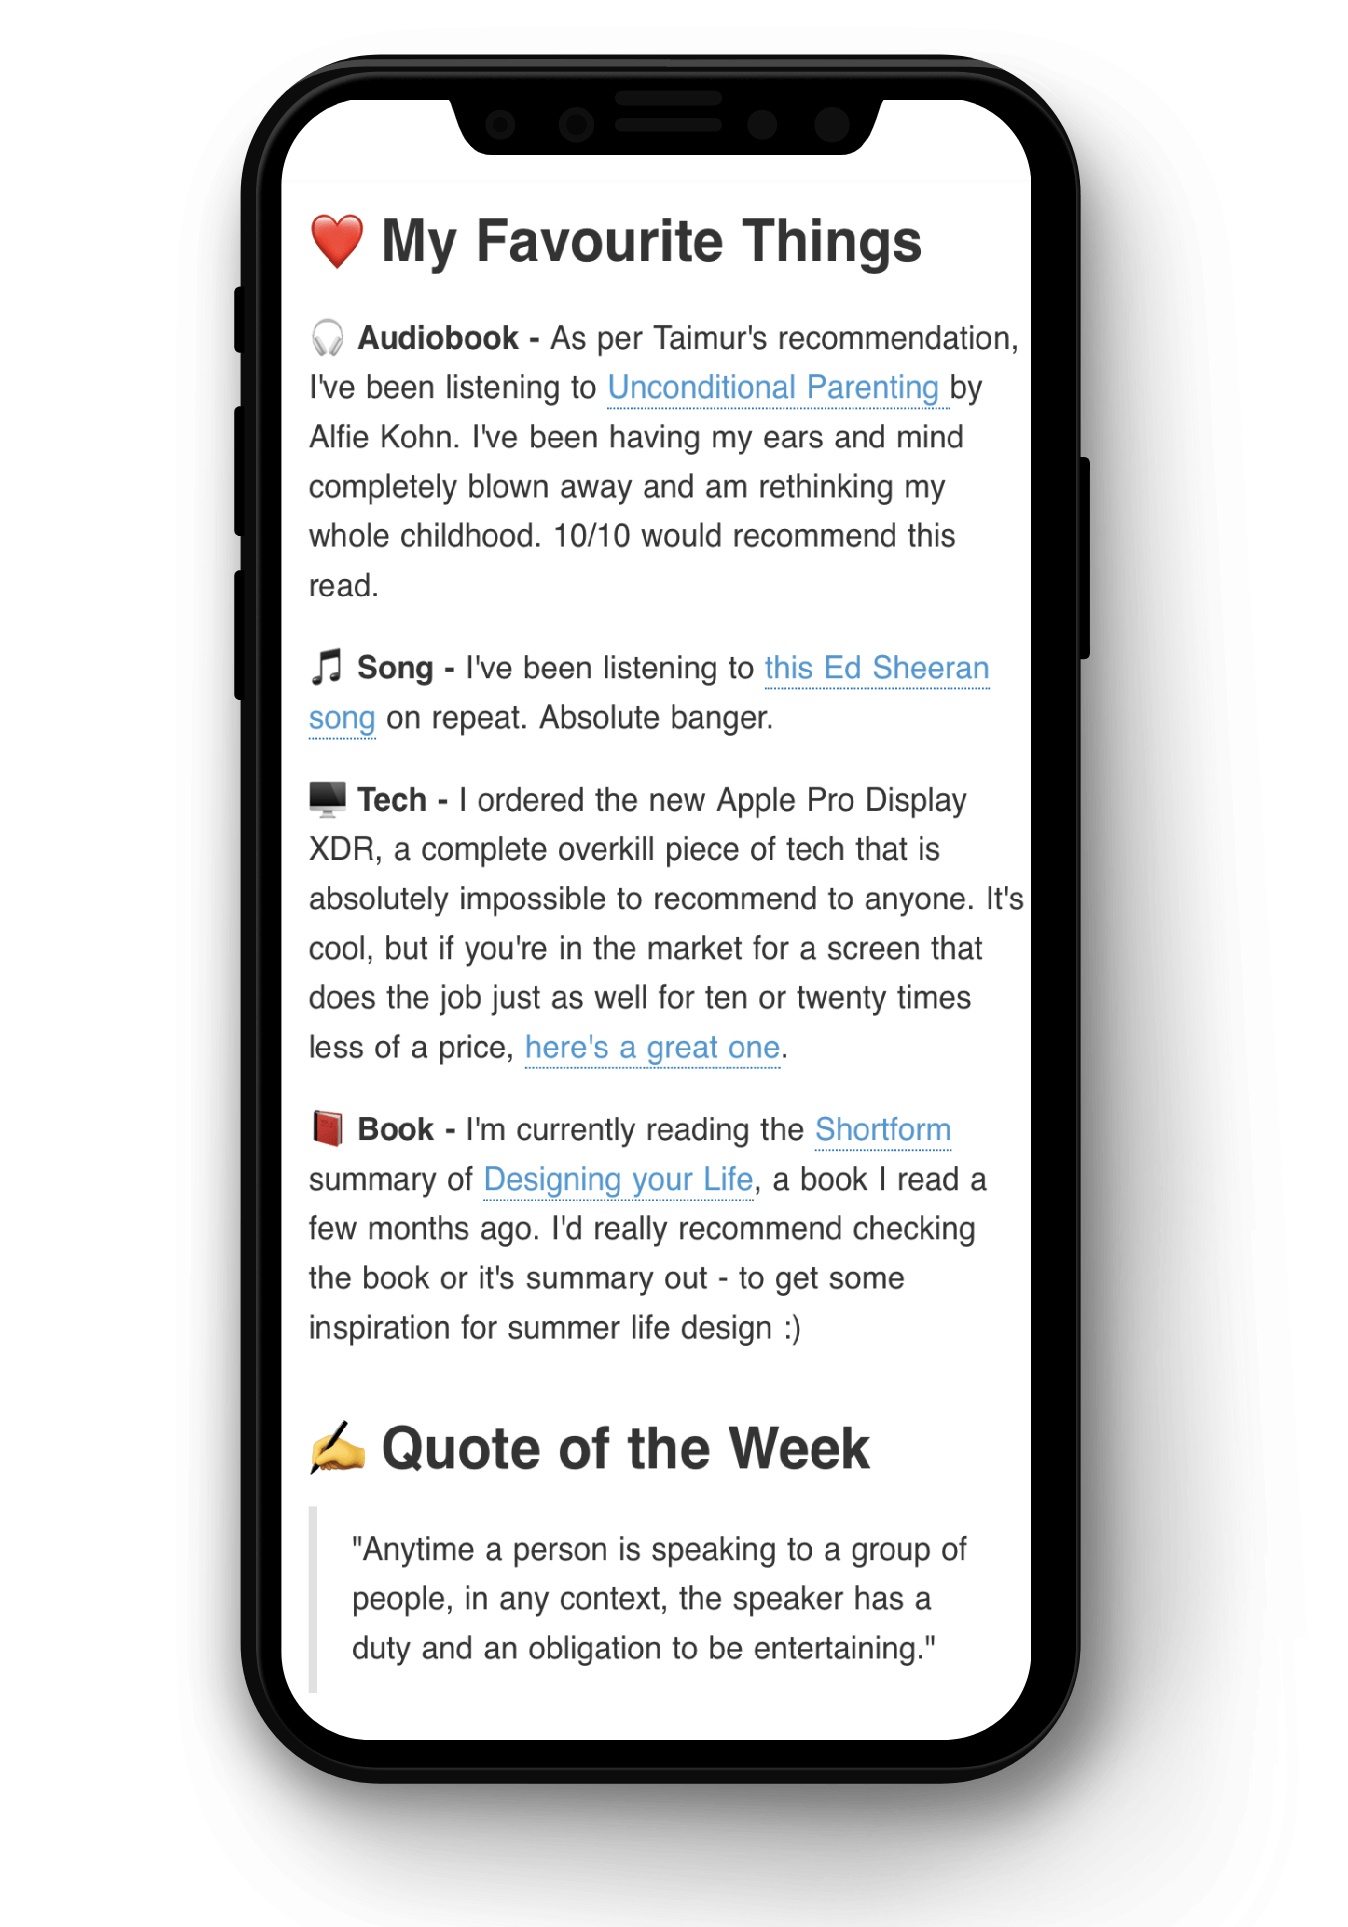 ❤️ My Favourite Things
🎧 Audiobook - As per Taimur's recommendation,
I've been listening to Unconditional Parenting by
Alfie Kohn. I've been having my ears and mind
completely blown away and am rethinking my
whole childhood. 10/10 would recommend this
read.
🎵 Song - I've been listening to this Ed Sheeran
song on repeat. Absolute banger.
🖥️ Tech - I ordered the new Apple Pro Display
XDR, a complete overkill piece of tech that is
absolutely impossible to recommend to anyone. It's
cool, but if you're in the market for a screen that
does the job just as well for ten or twenty times
less of a price, here's a great one.
📕 Book - I'm currently reading the Shortform
summary of Designing your Life, a book I read a
few months ago. I'd really recommend checking
the book or it's summary out - to get some
inspiration for summer life design :)
✍️ Quote of the Week
"Anytime a person is speaking to a group of
people, in any context, the speaker has a
duty and an obligation to be entertaining."